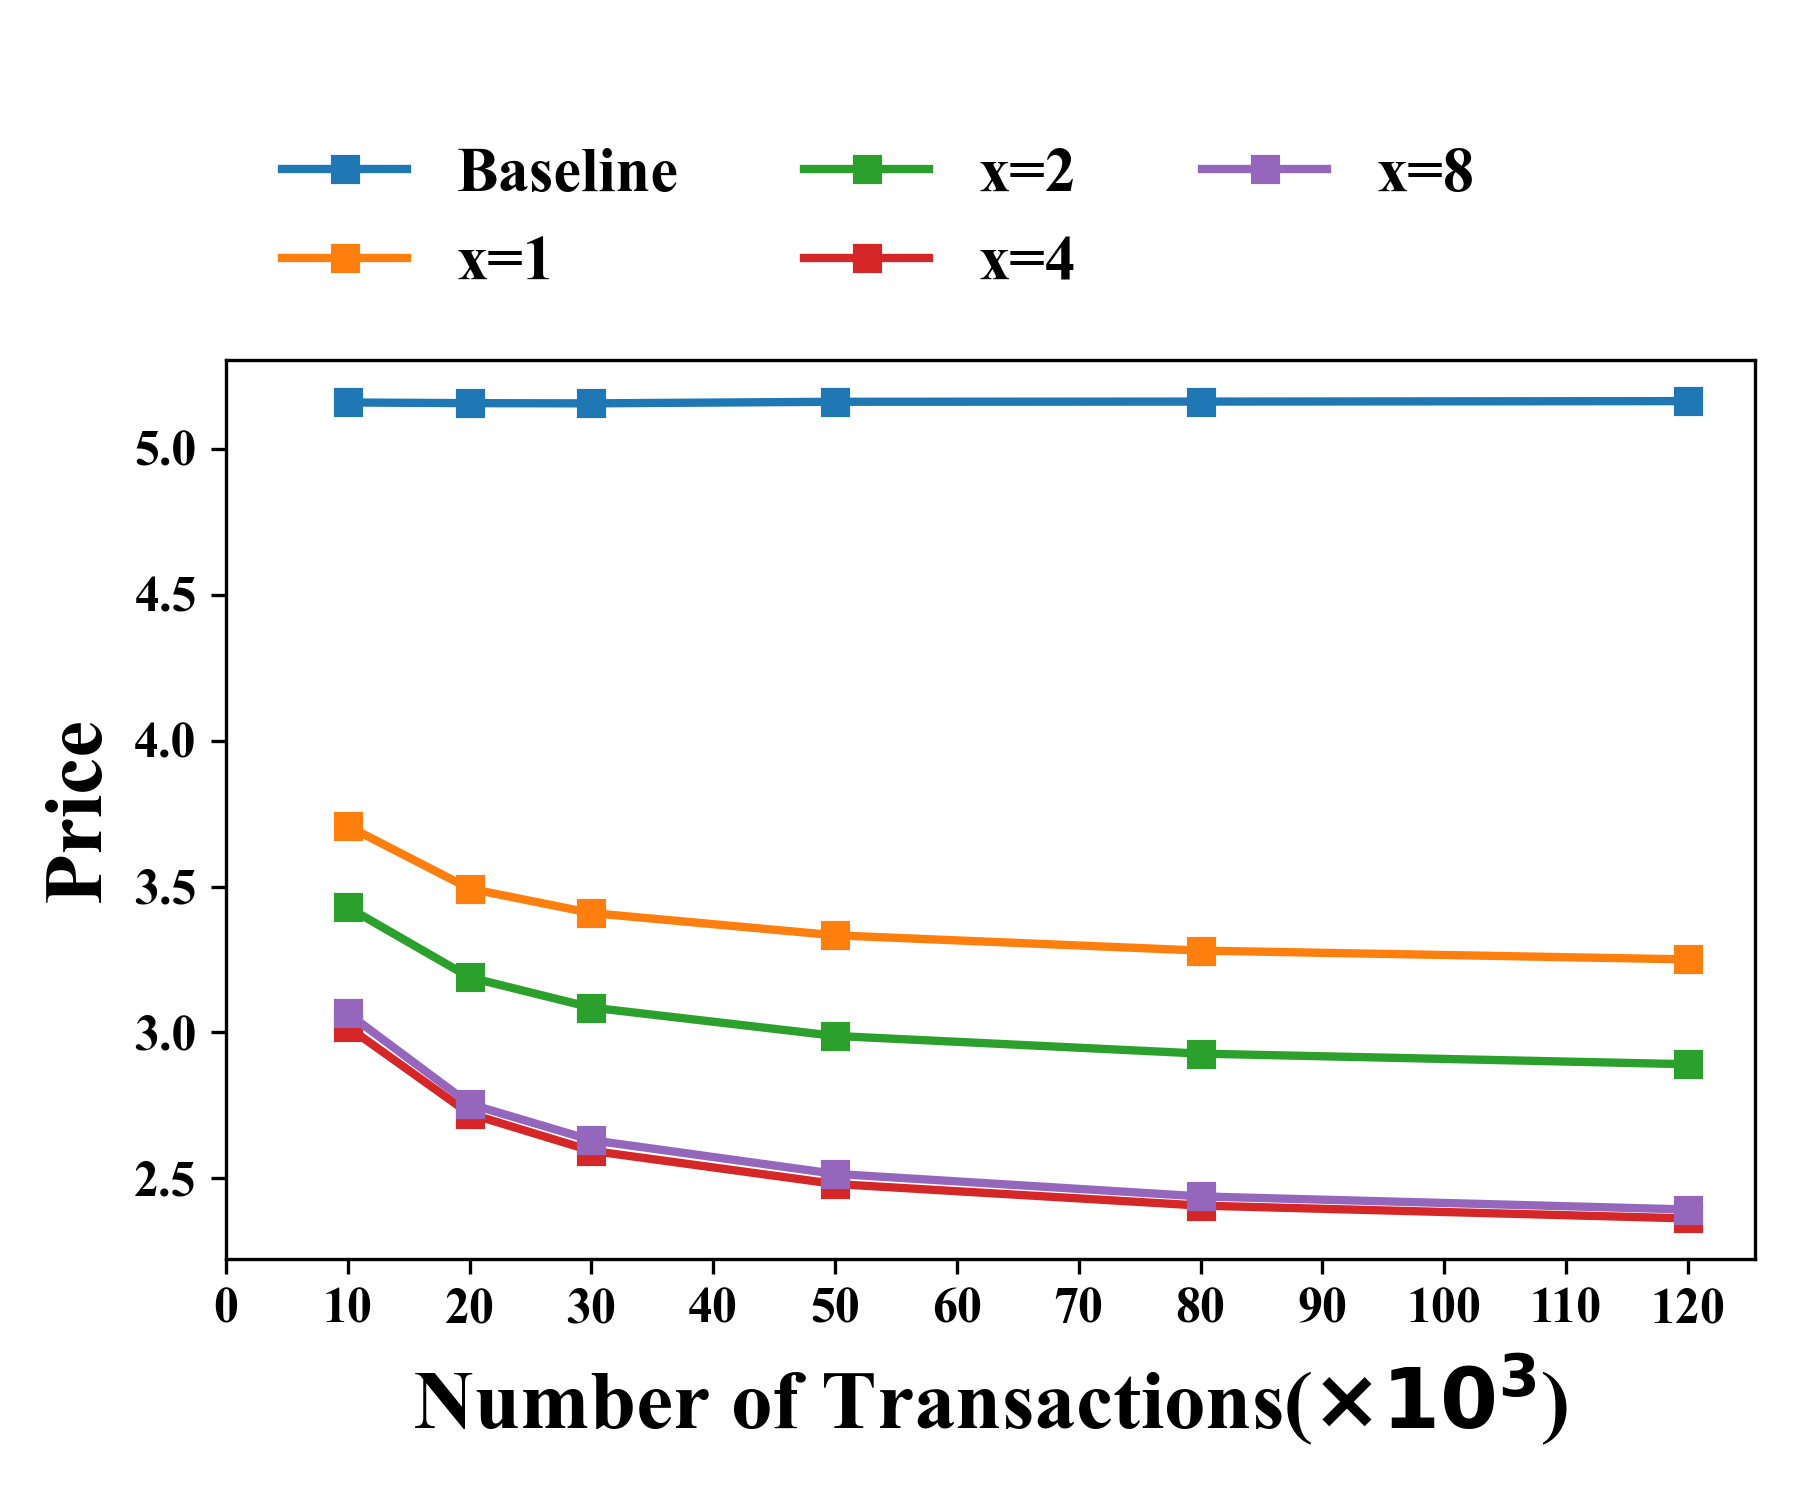 Baseline
x=1
x=2
x=4
x=8
Price
5.0
4.5
4.0
3.5
3.0
2.5
0 10 20 30 40 50 60 70 80 90 100 110 120
Number of Transactions(×10³)